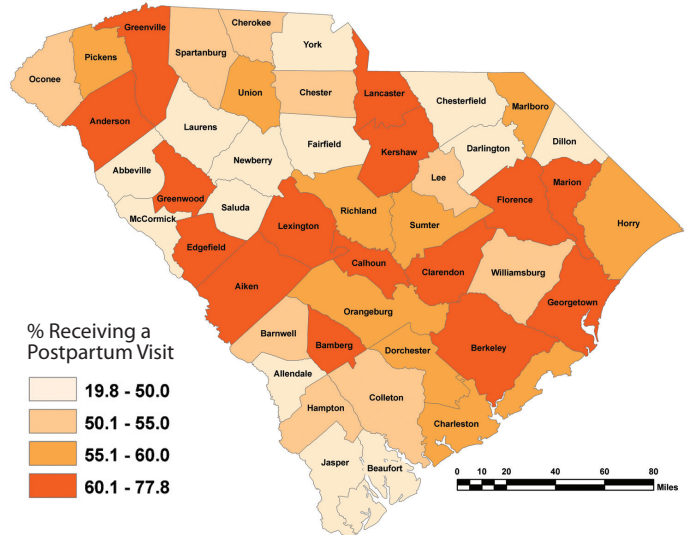 Greenville
Cherokee
Pickens
Spartanburg
York
Oconee
Union
Chester
Lancaster
Chesterfield
Marlboro
Anderson
Laurens
Dillon
Fairfield
Kershaw
Darlington
Newberry
Abbeville
Lee
Marion
Greenwood
Florence
Saluda
Richland
McCormick
Lexington
Sumter
Horry
Edgefield
Calhoun
Clarendon
Williamsburg
Aiken
Georgetown
Orangeburg
Barnwell
Bamberg
Dorchester
Berkeley
Allendale
Colleton
Hampton
Charleston
Jasper
Beaufort
% Receiving a
Postpartum Visit
19.8 - 50.0
50.1 - 55.0
55.1 - 60.0
60.1 - 77.8
0 10 20 40 60 80
Miles